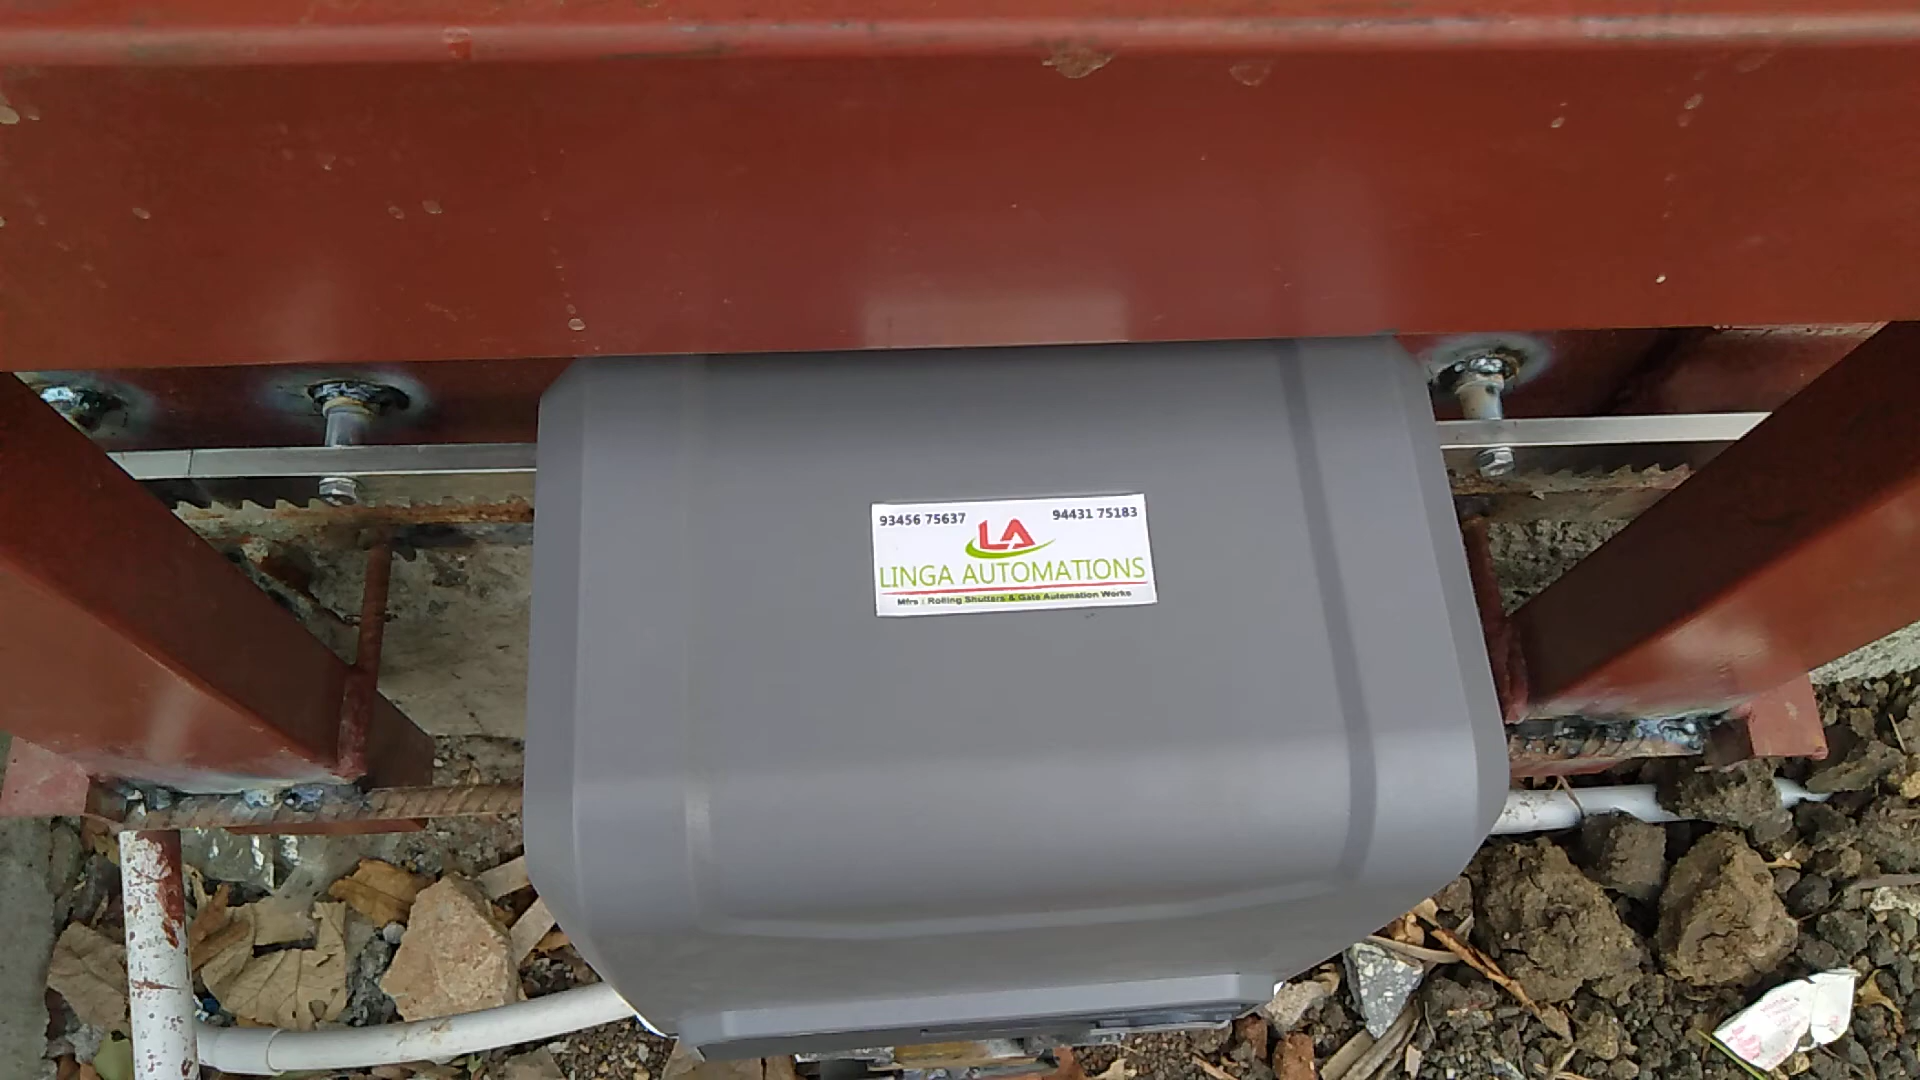 93456 75637
94431 75183
LA
LINGA AUTOMATIONS
Mfrs : Rolling Shutters & Gate Automation Works